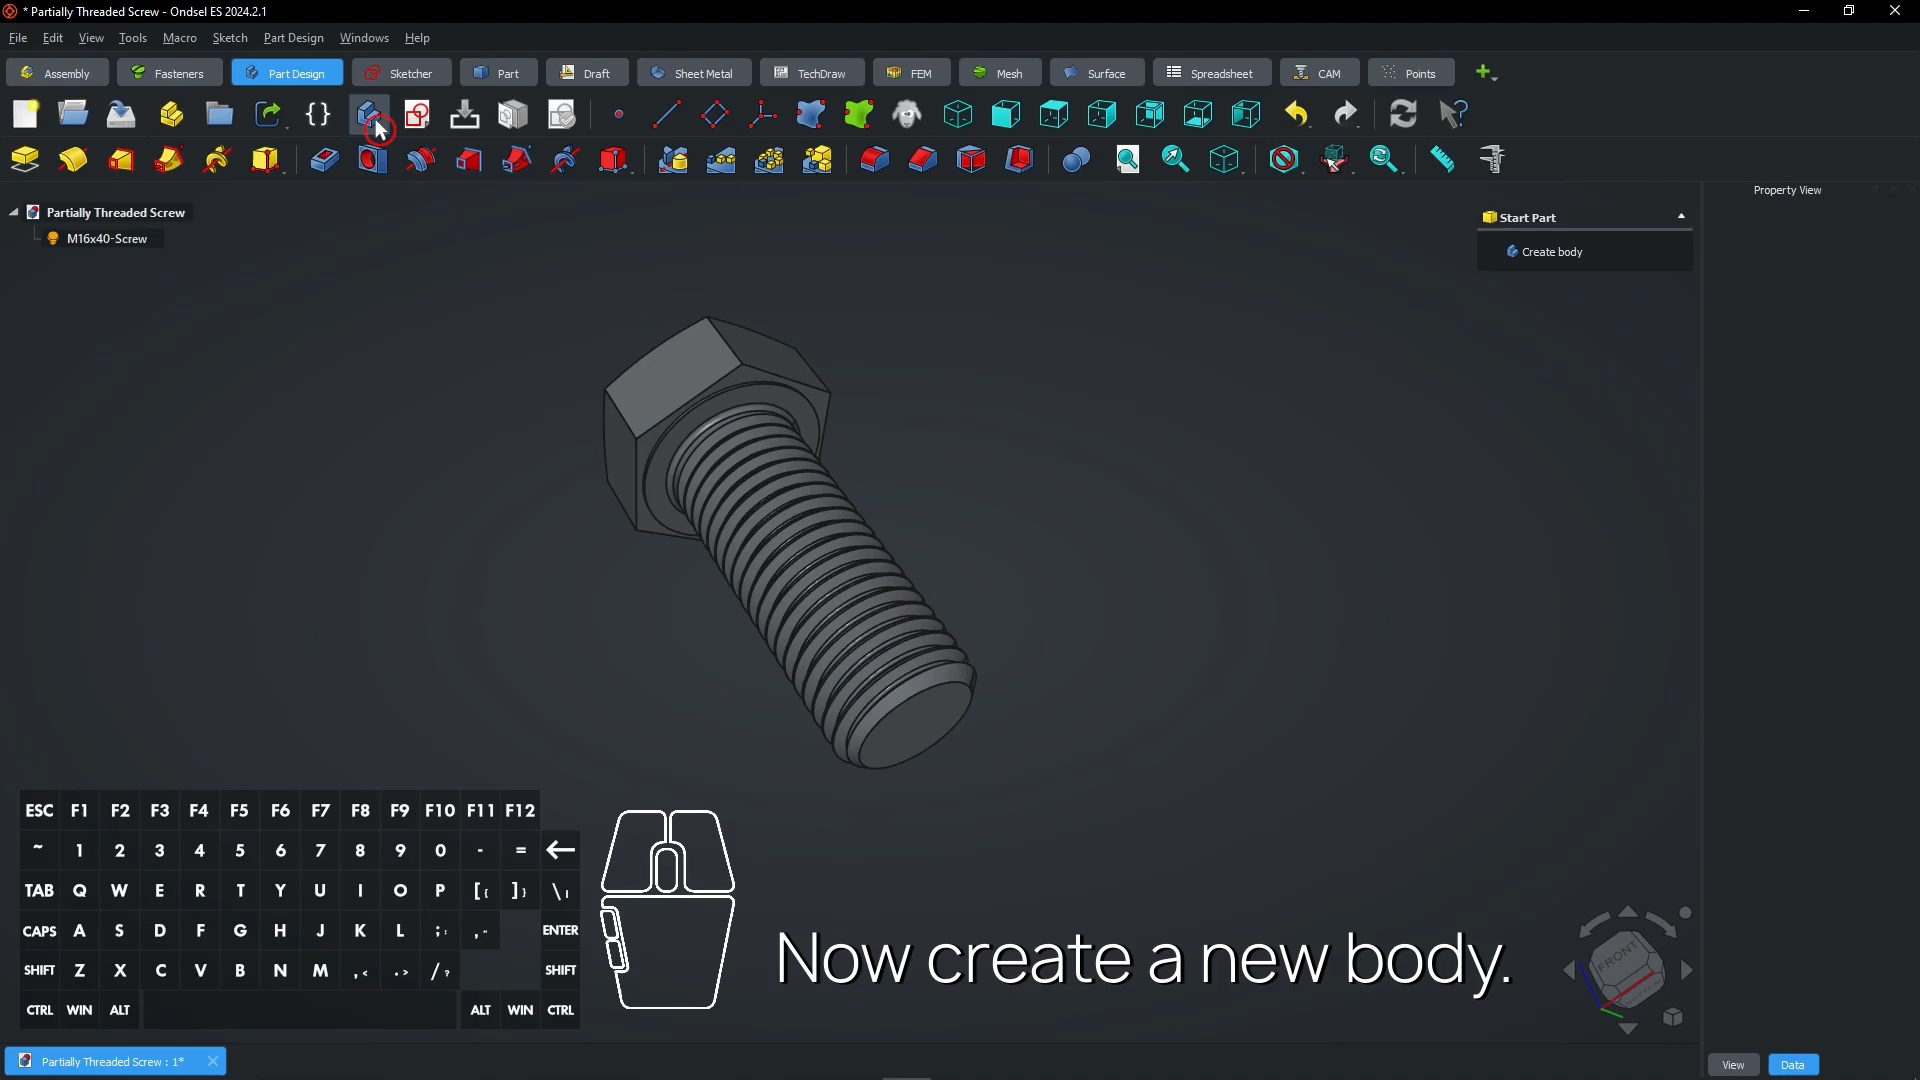 * Partially Threaded Screw - Ondsel ES 2024.2.1
File Edit View Tools Macro Sketch Part Design Windows Help
Assembly Fasteners Part Design Sketcher Part Draft Sheet Metal TechDraw FEM Mesh Surface Spreadsheet CAM Points
Property View
Partially Threaded Screw
M16x40-Screw
Start Part
Create body
ESC F1 F2 F3 F4 F5 F6 F7 F8 F9 F10 F11 F12
~ 1 2 3 4 5 6 7 8 9 0 - = ←
TAB Q W E R T Y U I O P [{ ]} \|
CAPS A S D F G H J K L ;: ," ENTER
SHIFT Z X C V B N M ,< .> /? SHIFT
CTRL WIN ALT ALT WIN CTRL
Now create a new body.
FRONT
Partially Threaded Screw : 1*
View Data